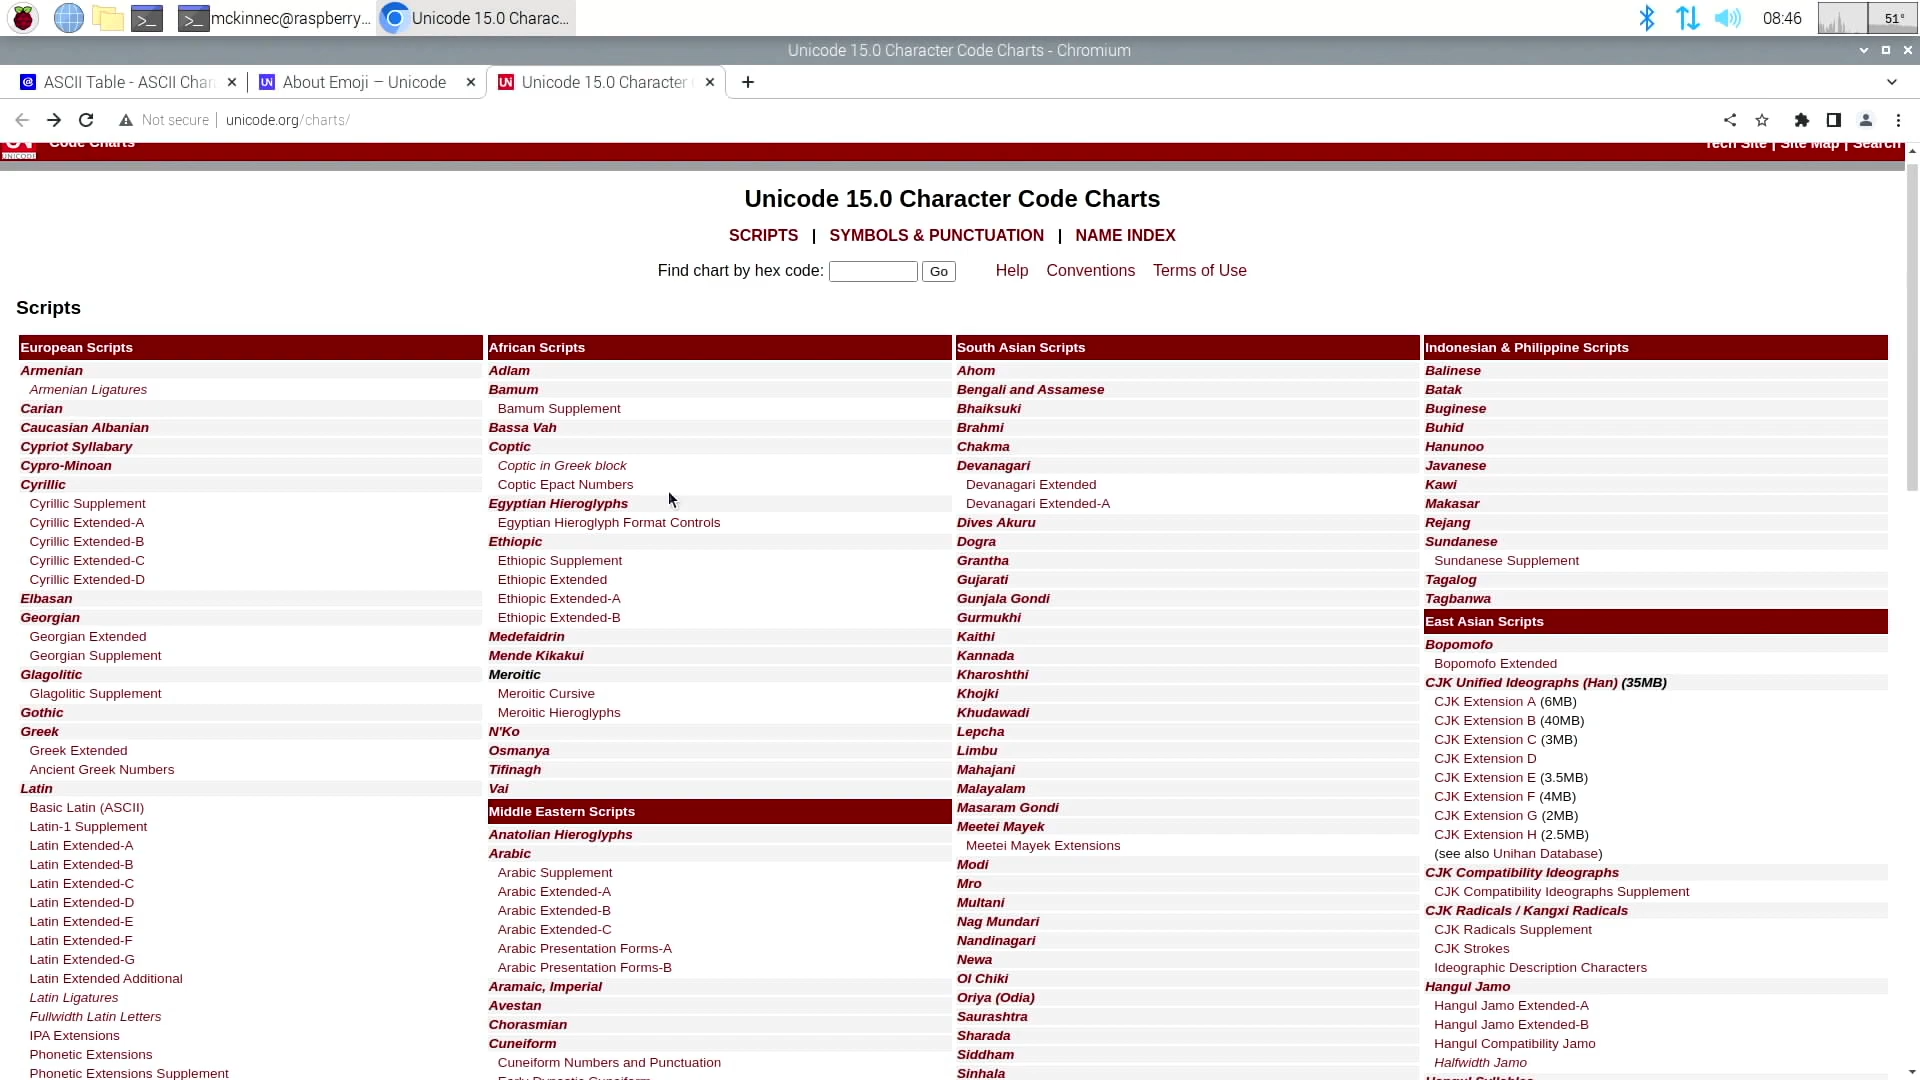 mckinnec@raspberry...
Unicode 15.0 Charac...
08:46
51°
Unicode 15.0 Character Code Charts - Chromium
ASCII Table - ASCII Char
About Emoji – Unicode
Unicode 15.0 Character
Not secure
unicode.org/charts/
UNICODE
Code Charts
Tech Site | Site Map | Search
Unicode 15.0 Character Code Charts
SCRIPTS | SYMBOLS & PUNCTUATION | NAME INDEX
Find chart by hex code:
Go
Help
Conventions
Terms of Use
Scripts
European Scripts
Armenian
Armenian Ligatures
Carian
Caucasian Albanian
Cypriot Syllabary
Cypro-Minoan
Cyrillic
Cyrillic Supplement
Cyrillic Extended-A
Cyrillic Extended-B
Cyrillic Extended-C
Cyrillic Extended-D
Elbasan
Georgian
Georgian Extended
Georgian Supplement
Glagolitic
Glagolitic Supplement
Gothic
Greek
Greek Extended
Ancient Greek Numbers
Latin
Basic Latin (ASCII)
Latin-1 Supplement
Latin Extended-A
Latin Extended-B
Latin Extended-C
Latin Extended-D
Latin Extended-E
Latin Extended-F
Latin Extended-G
Latin Extended Additional
Latin Ligatures
Fullwidth Latin Letters
IPA Extensions
Phonetic Extensions
Phonetic Extensions Supplement
African Scripts
Adlam
Bamum
Bamum Supplement
Bassa Vah
Coptic
Coptic in Greek block
Coptic Epact Numbers
Egyptian Hieroglyphs
Egyptian Hieroglyph Format Controls
Ethiopic
Ethiopic Supplement
Ethiopic Extended
Ethiopic Extended-A
Ethiopic Extended-B
Medefaidrin
Mende Kikakui
Meroitic
Meroitic Cursive
Meroitic Hieroglyphs
N'Ko
Osmanya
Tifinagh
Vai
Middle Eastern Scripts
Anatolian Hieroglyphs
Arabic
Arabic Supplement
Arabic Extended-A
Arabic Extended-B
Arabic Extended-C
Arabic Presentation Forms-A
Arabic Presentation Forms-B
Aramaic, Imperial
Avestan
Chorasmian
Cuneiform
Cuneiform Numbers and Punctuation
Early Dynastic Cuneiform
South Asian Scripts
Ahom
Bengali and Assamese
Bhaiksuki
Brahmi
Chakma
Devanagari
Devanagari Extended
Devanagari Extended-A
Dives Akuru
Dogra
Grantha
Gujarati
Gunjala Gondi
Gurmukhi
Kaithi
Kannada
Kharoshthi
Khojki
Khudawadi
Lepcha
Limbu
Mahajani
Malayalam
Masaram Gondi
Meetei Mayek
Meetei Mayek Extensions
Modi
Mro
Multani
Nag Mundari
Nandinagari
Newa
Ol Chiki
Oriya (Odia)
Saurashtra
Sharada
Siddham
Sinhala
Indonesian & Philippine Scripts
Balinese
Batak
Buginese
Buhid
Hanunoo
Javanese
Kawi
Makasar
Rejang
Sundanese
Sundanese Supplement
Tagalog
Tagbanwa
East Asian Scripts
Bopomofo
Bopomofo Extended
CJK Unified Ideographs (Han) (35MB)
CJK Extension A (6MB)
CJK Extension B (40MB)
CJK Extension C (3MB)
CJK Extension D
CJK Extension E (3.5MB)
CJK Extension F (4MB)
CJK Extension G (2MB)
CJK Extension H (2.5MB)
(see also Unihan Database)
CJK Compatibility Ideographs
CJK Compatibility Ideographs Supplement
CJK Radicals / Kangxi Radicals
CJK Radicals Supplement
CJK Strokes
Ideographic Description Characters
Hangul Jamo
Hangul Jamo Extended-A
Hangul Jamo Extended-B
Hangul Compatibility Jamo
Halfwidth Jamo
Hangul Syllables